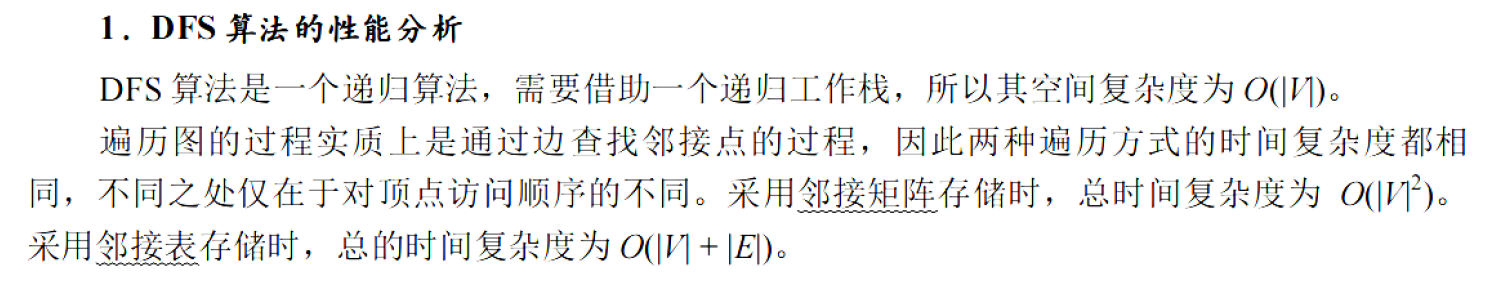 1．DFS 算法的性能分析
DFS 算法是一个递归算法，需要借助一个递归工作栈，所以其空间复杂度为 O(|V|)。
遍历图的过程实质上是通过边查找邻接点的过程，因此两种遍历方式的时间复杂度都相
同，不同之处仅在于对顶点访问顺序的不同。采用邻接矩阵存储时，总时间复杂度为 O(|V|²)。
采用邻接表存储时，总的时间复杂度为 O(|V| + |E|)。